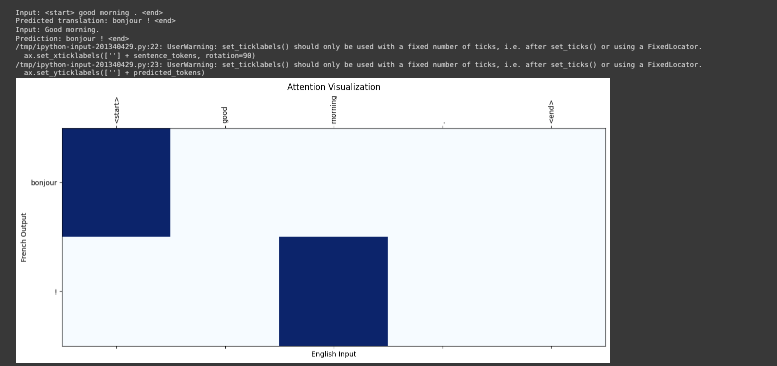 Input: <start> good morning . <end>
Predicted translation: bonjour ! <end>
Input: Good morning.
Prediction: bonjour ! <end>
/tmp/ipython-input-201340429.py:22: UserWarning: set_ticklabels() should only be used with a fixed number of ticks, i.e. after set_ticks() or using a FixedLocator.
  ax.set_xticklabels([''] + sentence_tokens, rotation=90)
/tmp/ipython-input-201340429.py:23: UserWarning: set_ticklabels() should only be used with a fixed number of ticks, i.e. after set_ticks() or using a FixedLocator.
  ax.set_yticklabels([''] + predicted_tokens)
Attention Visualization
<start>
good
morning
.
<end>
bonjour
!
French Output
English Input